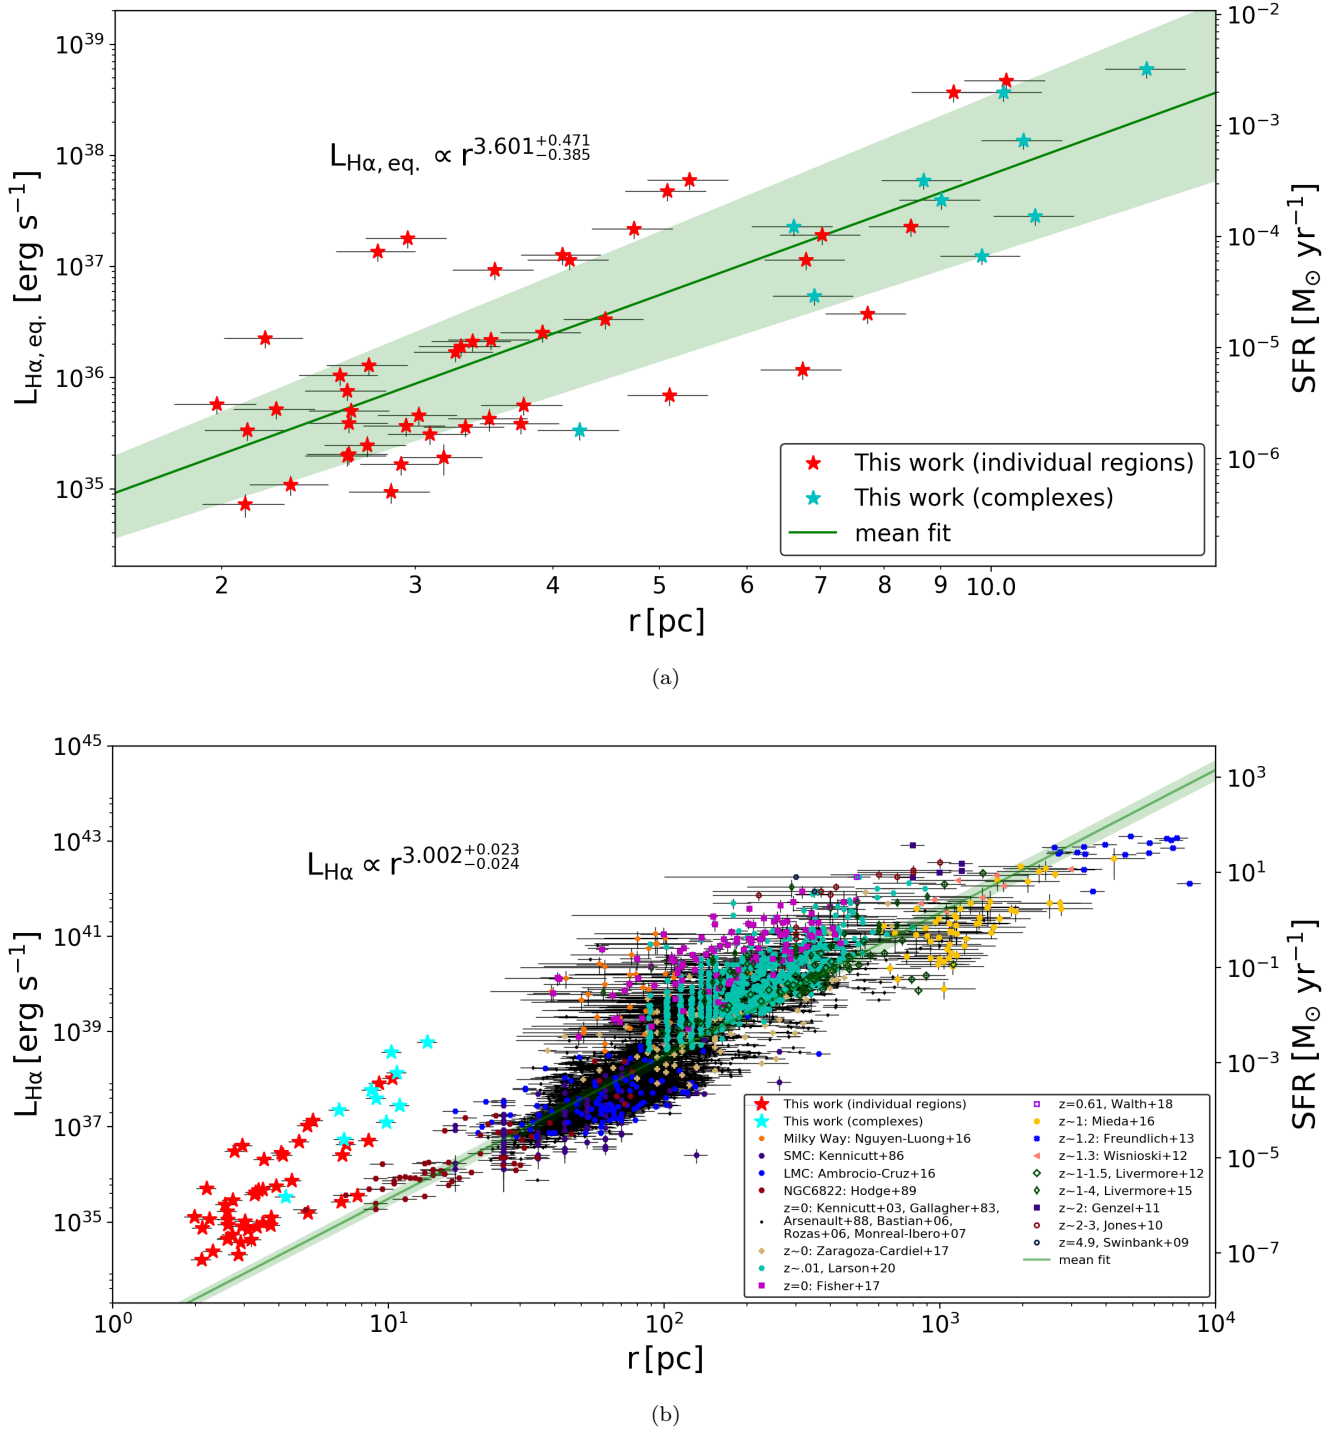 10^39
10^38
10^37
10^36
10^35
L_Hα, eq. [erg s^−1]
L_Hα, eq. ∝ r^3.601^+0.471_−0.385
10^−2
10^−3
10^−4
10^−5
10^−6
SFR [M_⊙ yr^−1]
This work (individual regions)
This work (complexes)
mean fit
2 3 4 5 6 7 8 9 10.0
r [pc]
(a)
10^45
10^43
10^41
10^39
10^37
10^35
L_Hα [erg s^−1]
L_Hα ∝ r^3.002^+0.023_−0.024
10^3
10^1
10^−1
10^−3
10^−5
10^−7
SFR [M_⊙ yr^−1]
This work (individual regions)
This work (complexes)
Milky Way: Nguyen-Luong+16
SMC: Kennicutt+86
LMC: Ambrocio-Cruz+16
NGC6822: Hodge+89
z=0: Kennicutt+03, Gallagher+83,
Arsenault+88, Bastian+06,
Rozas+06, Monreal-Ibero+07
z~0: Zaragoza-Cardiel+17
z~.01, Larson+20
z=0: Fisher+17
z=0.61, Walth+18
z~1: Mieda+16
z~1.2: Freundlich+13
z~1.3: Wisnioski+12
z~1-1.5, Livermore+12
z~1-4, Livermore+15
z~2: Genzel+11
z~2-3, Jones+10
z=4.9, Swinbank+09
mean fit
10^0 10^1 10^2 10^3 10^4
r [pc]
(b)